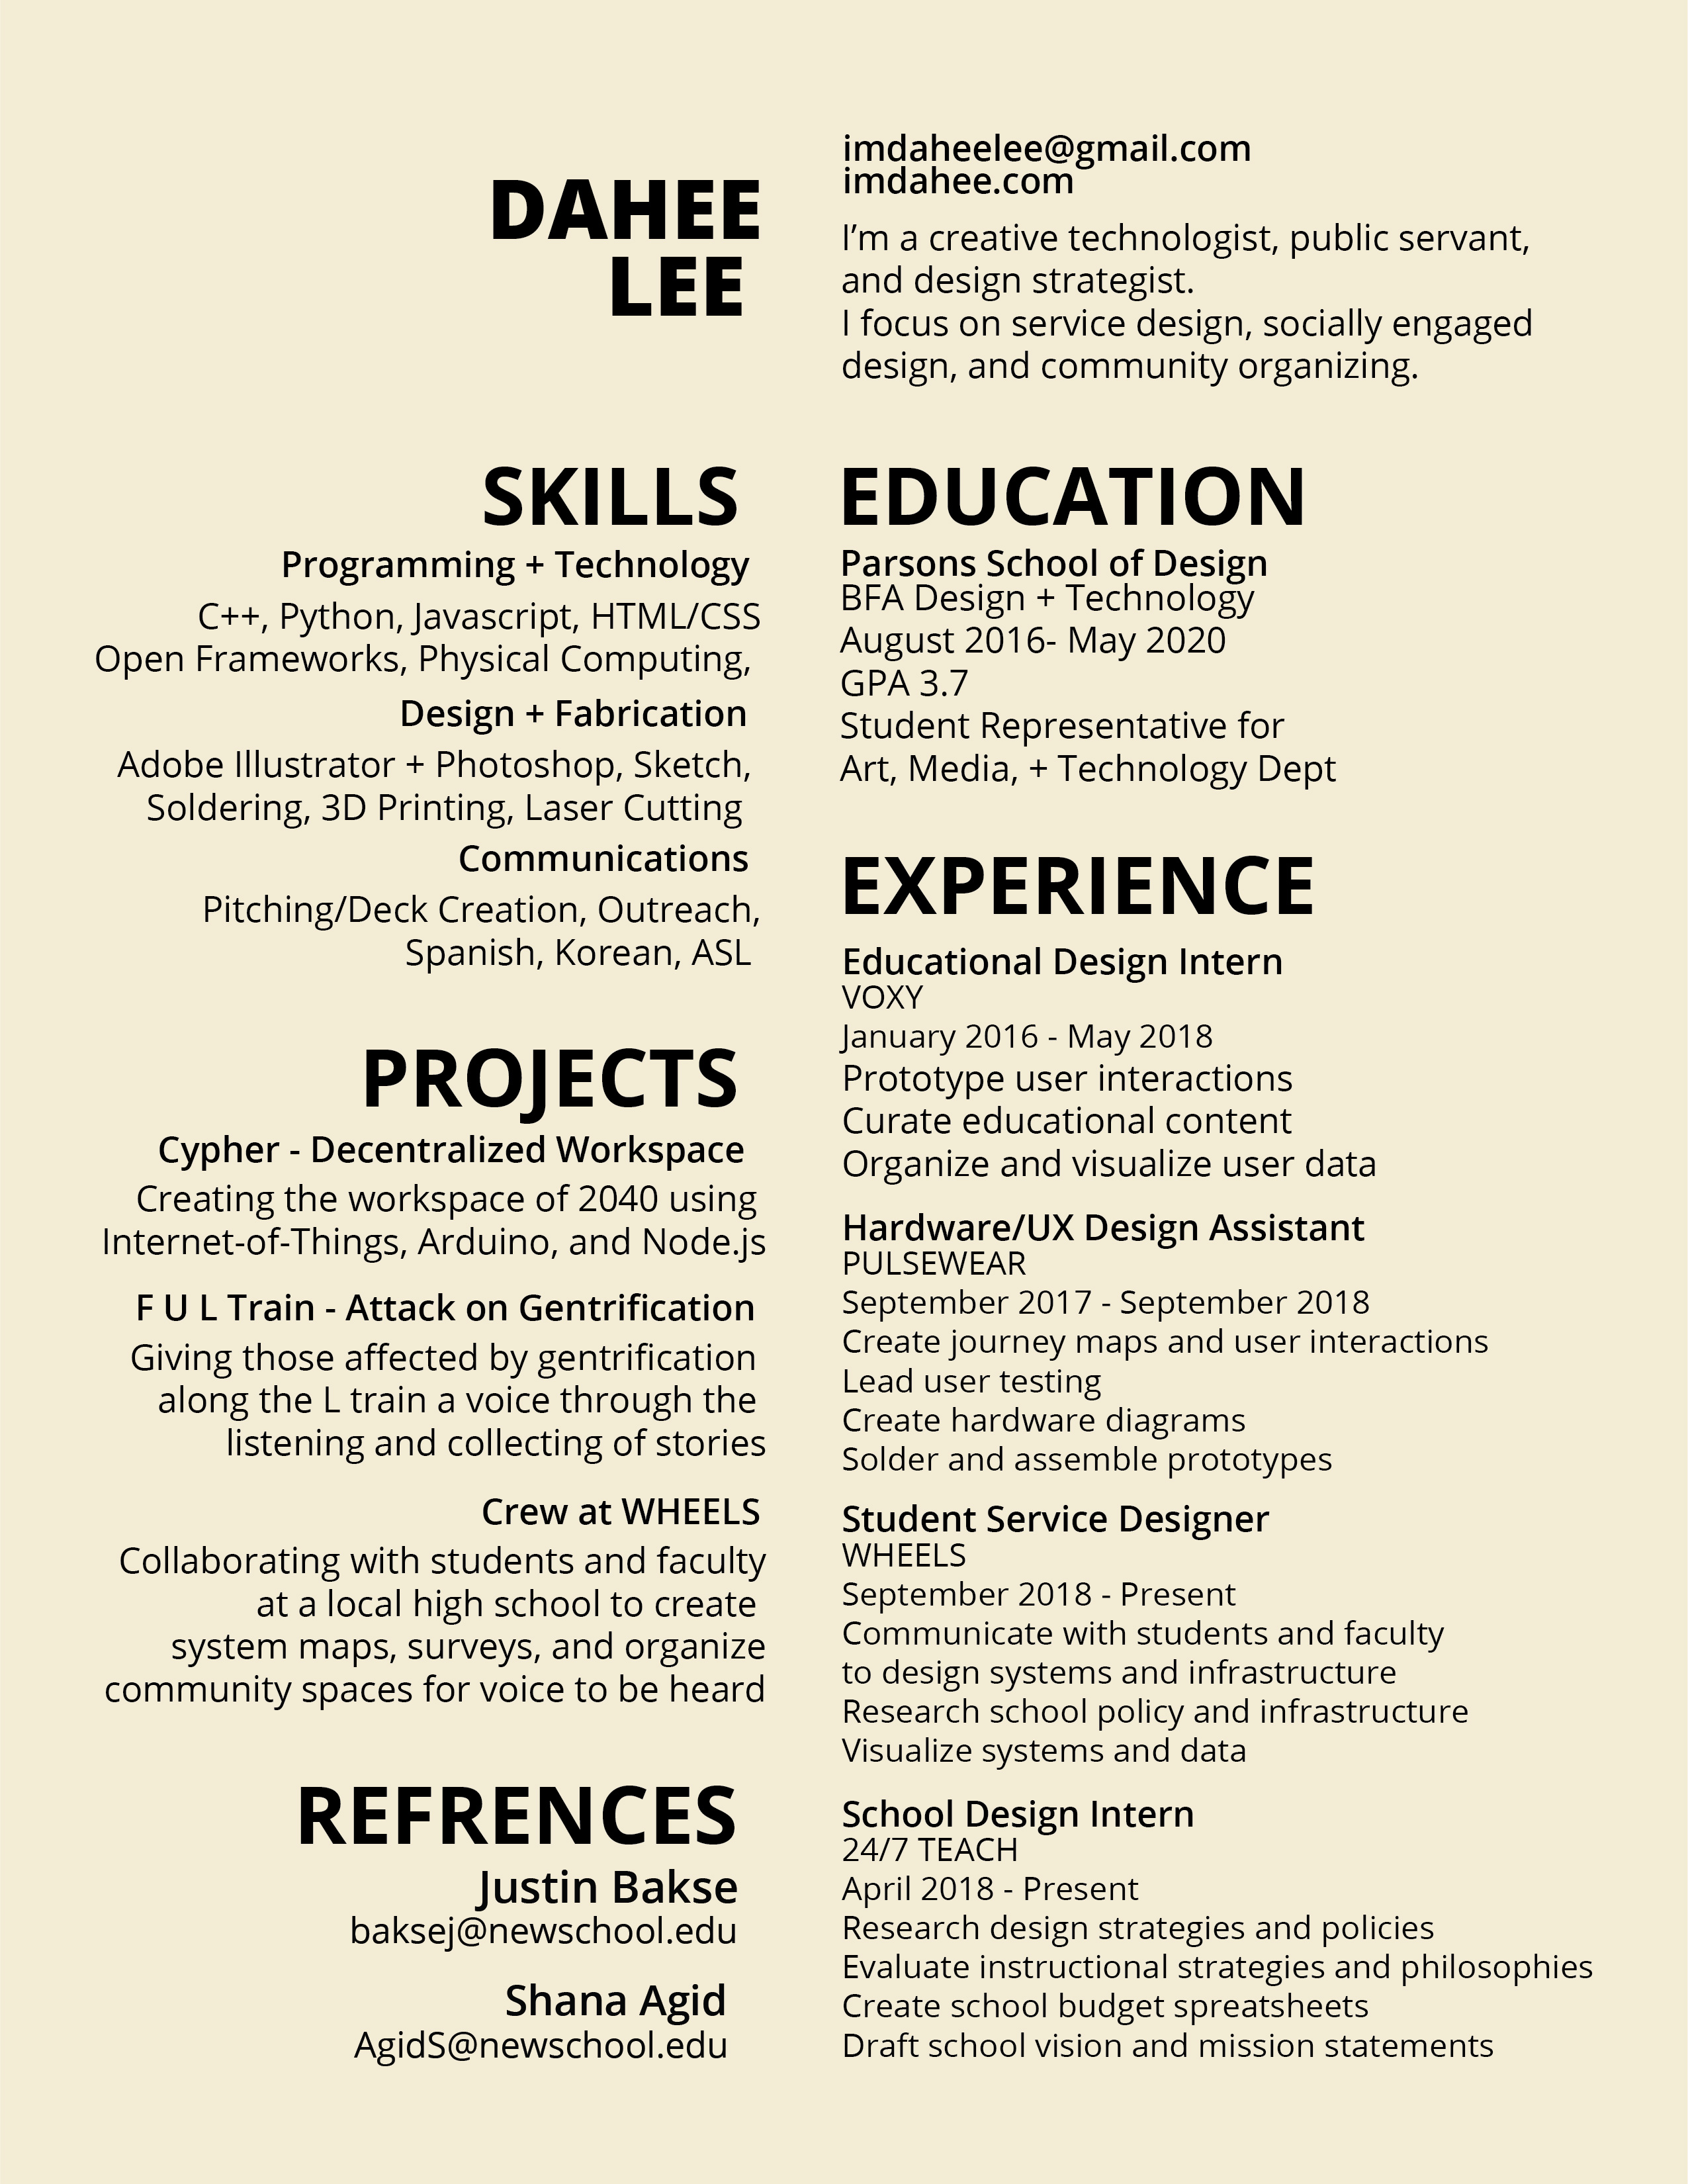 DAHEE
LEE
imdaheelee@gmail.com
imdahee.com
I’m a creative technologist, public servant,
and design strategist.
I focus on service design, socially engaged
design, and community organizing.
SKILLS
Programming + Technology
C++, Python, Javascript, HTML/CSS
Open Frameworks, Physical Computing,
Design + Fabrication
Adobe Illustrator + Photoshop, Sketch,
Soldering, 3D Printing, Laser Cutting
Communications
Pitching/Deck Creation, Outreach,
Spanish, Korean, ASL
PROJECTS
Cypher - Decentralized Workspace
Creating the workspace of 2040 using
Internet-of-Things, Arduino, and Node.js
F U L Train - Attack on Gentrification
Giving those affected by gentrification
along the L train a voice through the
listening and collecting of stories
Crew at WHEELS
Collaborating with students and faculty
at a local high school to create
system maps, surveys, and organize
community spaces for voice to be heard
REFRENCES
Justin Bakse
baksej@newschool.edu
Shana Agid
AgidS@newschool.edu
EDUCATION
Parsons School of Design
BFA Design + Technology
August 2016- May 2020
GPA 3.7
Student Representative for
Art, Media, + Technology Dept
EXPERIENCE
Educational Design Intern
VOXY
January 2016 - May 2018
Prototype user interactions
Curate educational content
Organize and visualize user data
Hardware/UX Design Assistant
PULSEWEAR
September 2017 - September 2018
Create journey maps and user interactions
Lead user testing
Create hardware diagrams
Solder and assemble prototypes
Student Service Designer
WHEELS
September 2018 - Present
Communicate with students and faculty
to design systems and infrastructure
Research school policy and infrastructure
Visualize systems and data
School Design Intern
24/7 TEACH
April 2018 - Present
Research design strategies and policies
Evaluate instructional strategies and philosophies
Create school budget spreatsheets
Draft school vision and mission statements